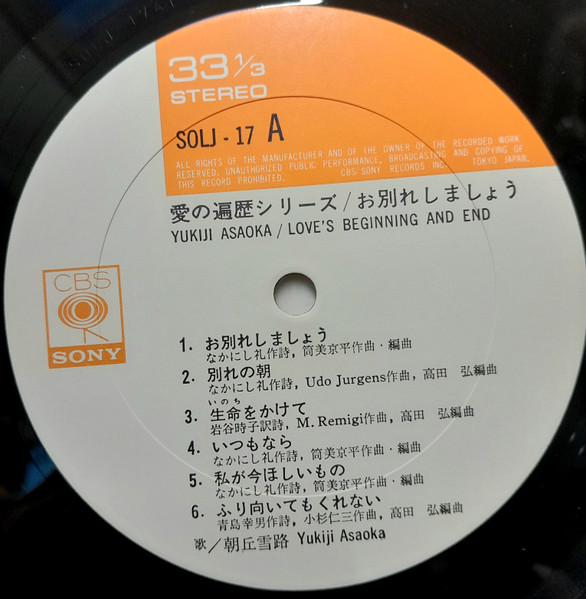 33 1/3
STEREO
SOLJ - 17 A
ALL RIGHTS OF THE MANUFACTURER AND OF THE OWNER OF THE RECORDED WORK
RESERVED. UNAUTHORIZED PUBLIC PERFORMANCE, BROADCASTING AND COPYING OF
THIS RECORD PROHIBITED. CBS/SONY RECORDS INC. TOKYO JAPAN.
愛の遍歴シリーズ/お別れしましょう
YUKIJI ASAOKA/LOVE'S BEGINNING AND END
CBS
SONY
1. お別れしましょう
なかにし礼作詩, 筒美京平作曲・編曲
2. 別れの朝
なかにし礼作詩, Udo Jurgens作曲, 高田 弘編曲
いのち
3. 生命をかけて
岩谷時子訳詩, M. Remigi作曲, 高田 弘編曲
4. いつもなら
なかにし礼作詩, 筒美京平作曲・編曲
5. 私が今ほしいもの
なかにし礼作詩, 筒美京平作曲・編曲
6. ふり向いてもくれない
青島幸男作詩, 小杉仁三作曲, 高田 弘編曲
歌/朝丘雪路 Yukiji Asaoka